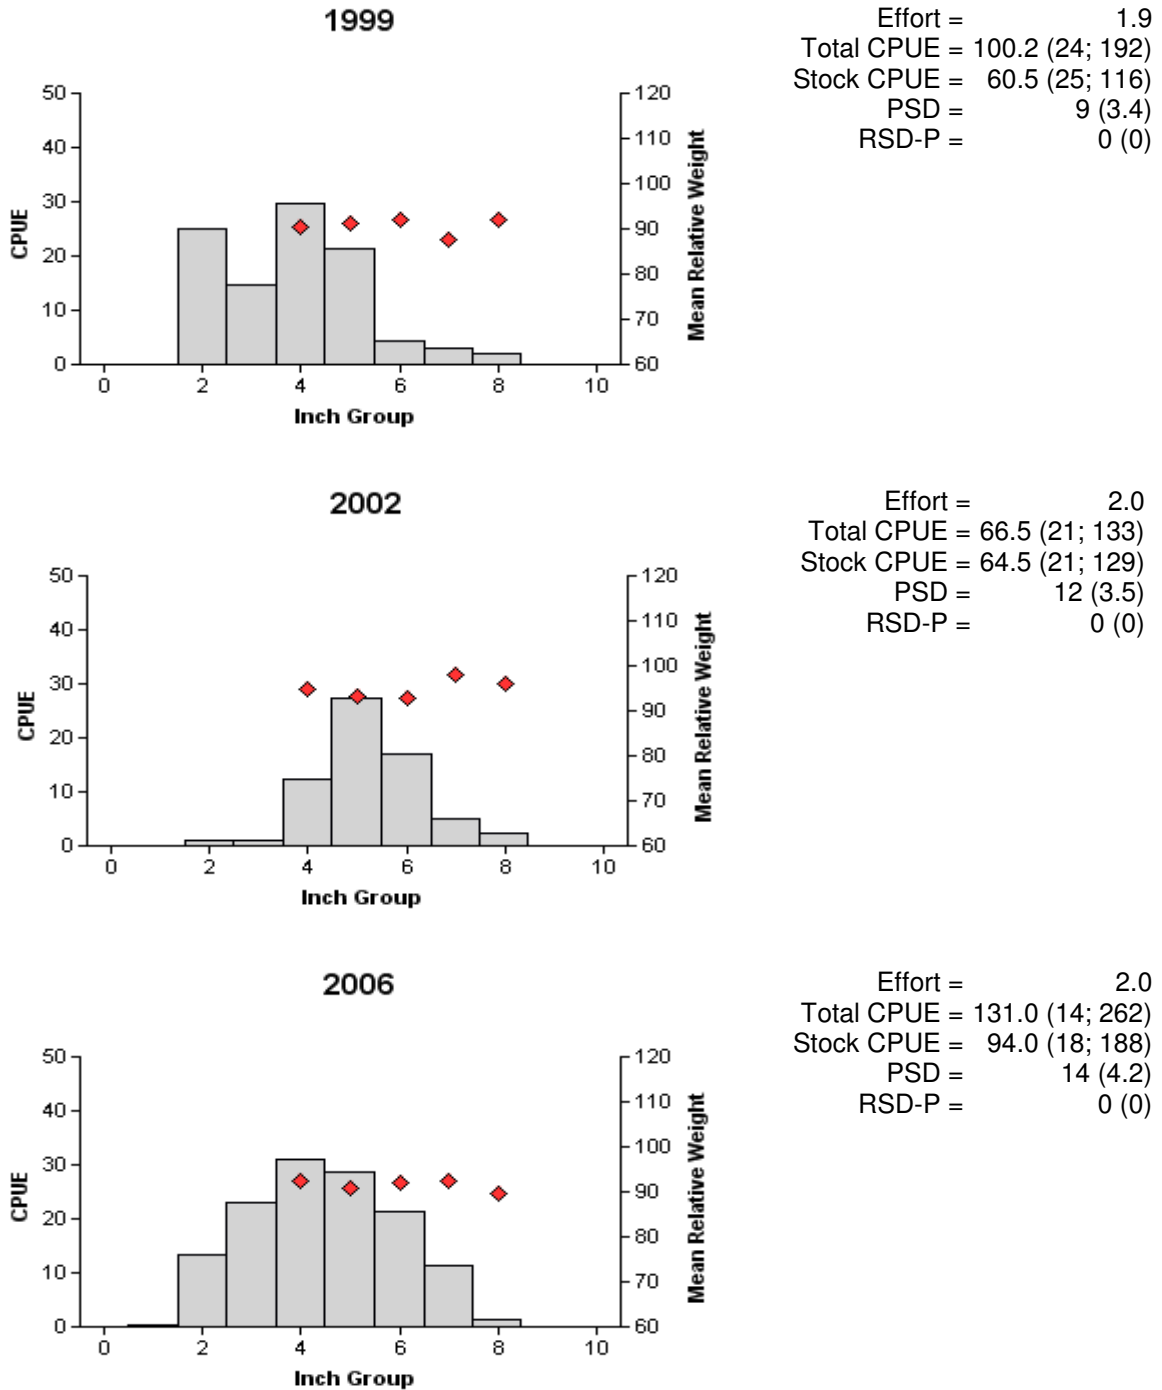 1999
Effort = 1.9
Total CPUE = 100.2 (24; 192)
Stock CPUE = 60.5 (25; 116)
PSD = 9 (3.4)
RSD-P = 0 (0)
50 120
110
40
100
30
90
20
80
10
70
0 60
CPUE
Mean Relative Weight
0 2 4 6 8 10
Inch Group
2002
Effort = 2.0
Total CPUE = 66.5 (21; 133)
Stock CPUE = 64.5 (21; 129)
PSD = 12 (3.5)
RSD-P = 0 (0)
50 120
110
40
100
30
90
20
80
10
70
0 60
CPUE
Mean Relative Weight
0 2 4 6 8 10
Inch Group
2006
Effort = 2.0
Total CPUE = 131.0 (14; 262)
Stock CPUE = 94.0 (18; 188)
PSD = 14 (4.2)
RSD-P = 0 (0)
50 120
110
40
100
30
90
20
80
10
70
0 60
CPUE
Mean Relative Weight
0 2 4 6 8 10
Inch Group